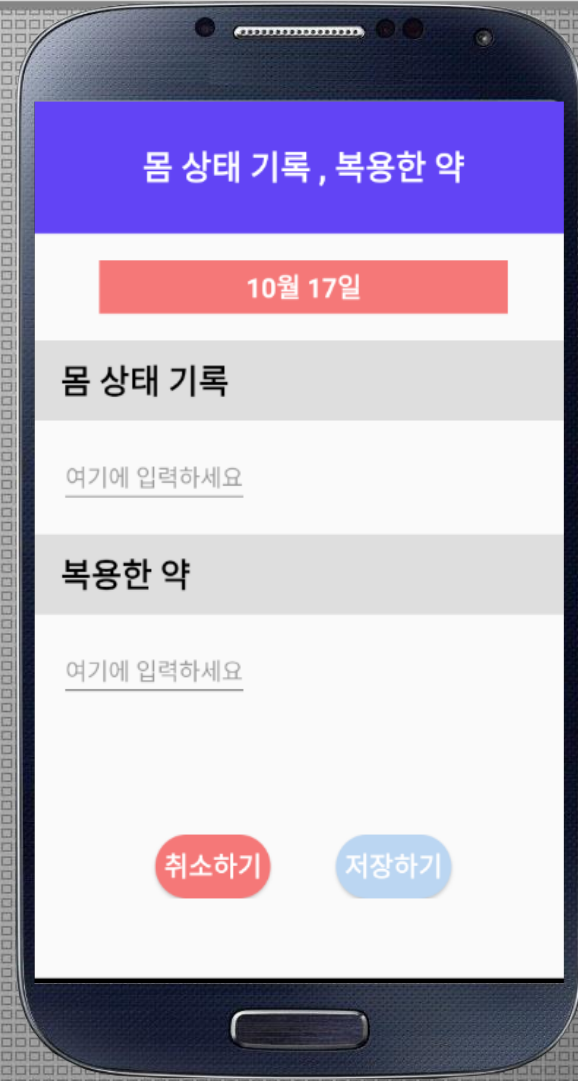 몸 상태 기록 , 복용한 약
10월 17일
몸 상태 기록
여기에 입력하세요
복용한 약
여기에 입력하세요
취소하기 저장하기